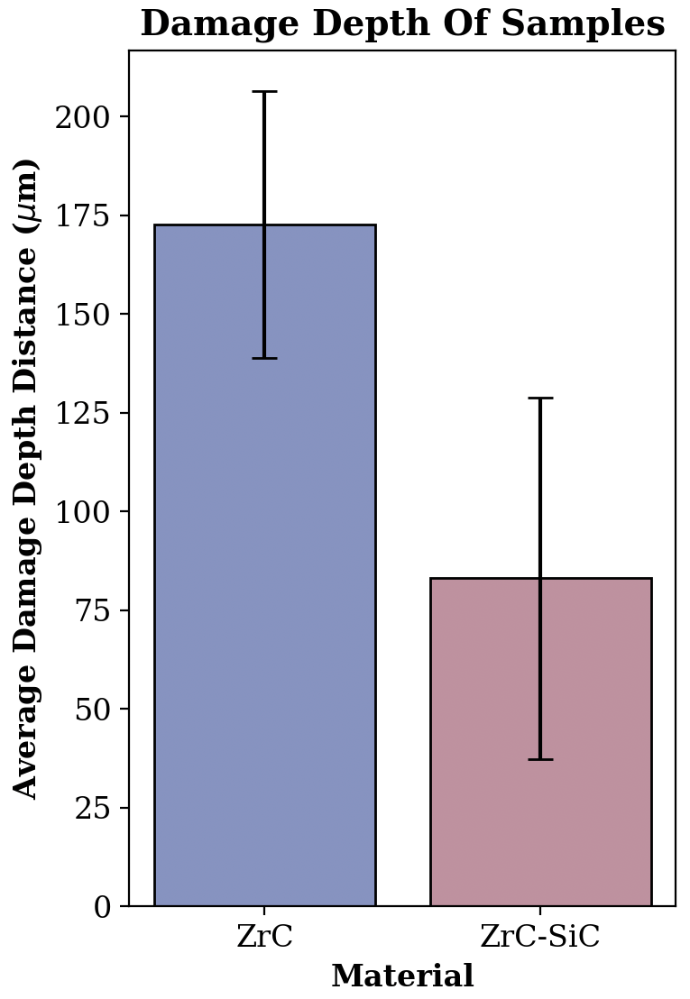 Damage Depth Of Samples
Average Damage Depth Distance (μm)
200
175
150
125
100
75
50
25
0
ZrC
ZrC-SiC
Material